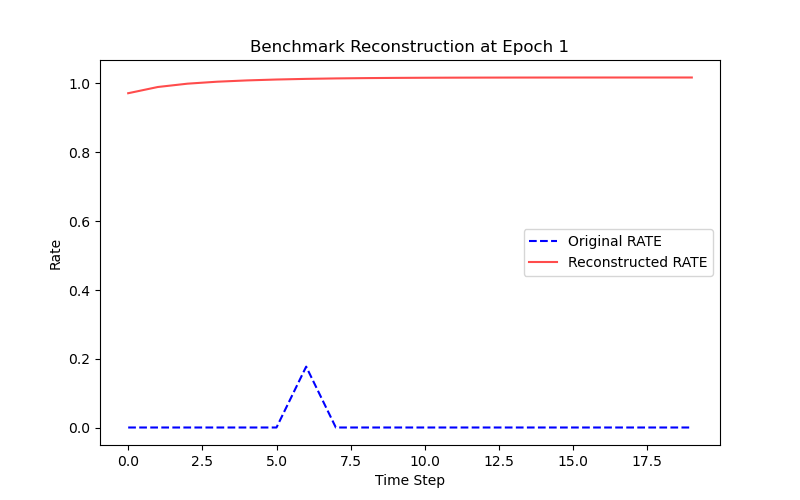 Benchmark Reconstruction at Epoch 1
1.0
0.8
0.6
0.4
0.2
0.0
Rate
Original RATE
Reconstructed RATE
0.0 2.5 5.0 7.5 10.0 12.5 15.0 17.5
Time Step